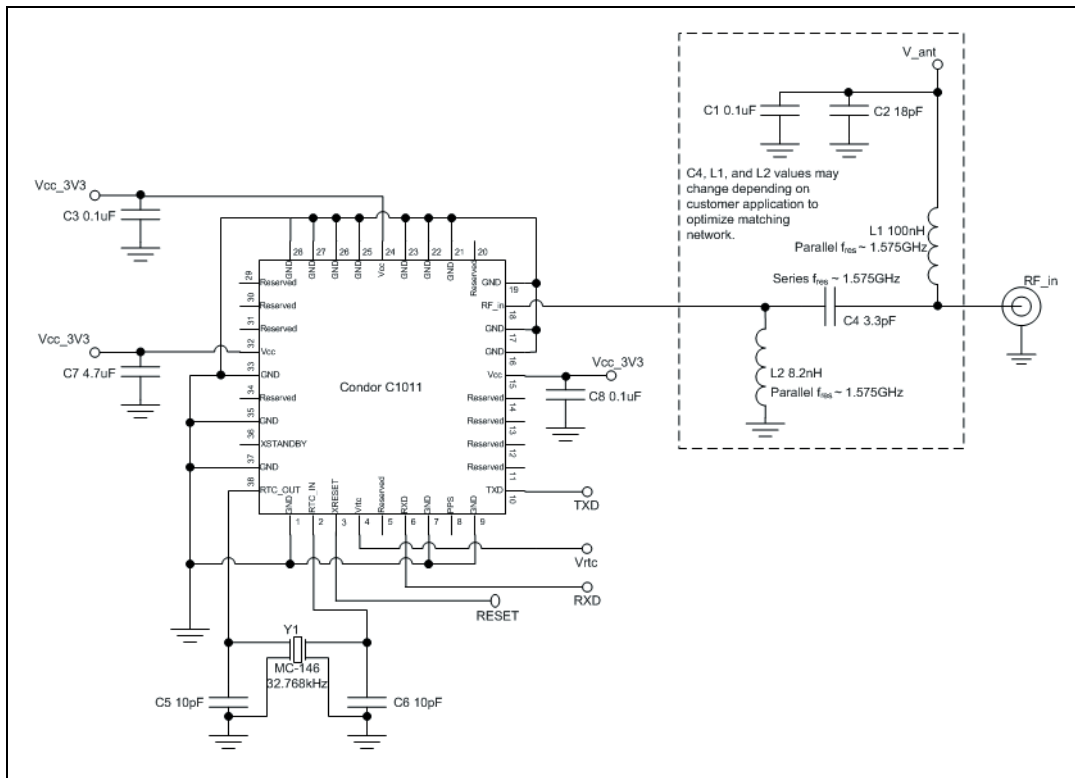 V_ant
C1 0.1uF
C2 18pF
C4, L1, and L2 values may
change depending on
customer application to
optimize matching
network.
L1 100nH
Parallel fres ~ 1.575GHz
Series fres ~ 1.575GHz
RF_in
C4 3.3pF
L2 8.2nH
Parallel fres ~ 1.575GHz
Vcc_3V3
C3 0.1uF
28 27 26 25 24 23 22 21 20
GND GND GND GND Vcc GND GND GND Reserved
29 Reserved
30 Reserved
31 Reserved
32 Vcc
33 GND
34 Reserved
35 GND
36 XSTANDBY
37 GND
38 RTC_OUT
Vcc_3V3
C7 4.7uF
Condor C1011
GND 19
RF_in 18
GND 17
GND 16
Vcc 15
Reserved 14
Reserved 13
Reserved 12
Reserved 11
TXD 10
Vcc_3V3
C8 0.1uF
GND RTC_IN XRESET Vrtc Reserved RXD GND PPS GND
1 2 3 4 5 6 7 8 9
TXD
Vrtc
RXD
RESET
Y1
MC-146
32.768kHz
C5 10pF
C6 10pF